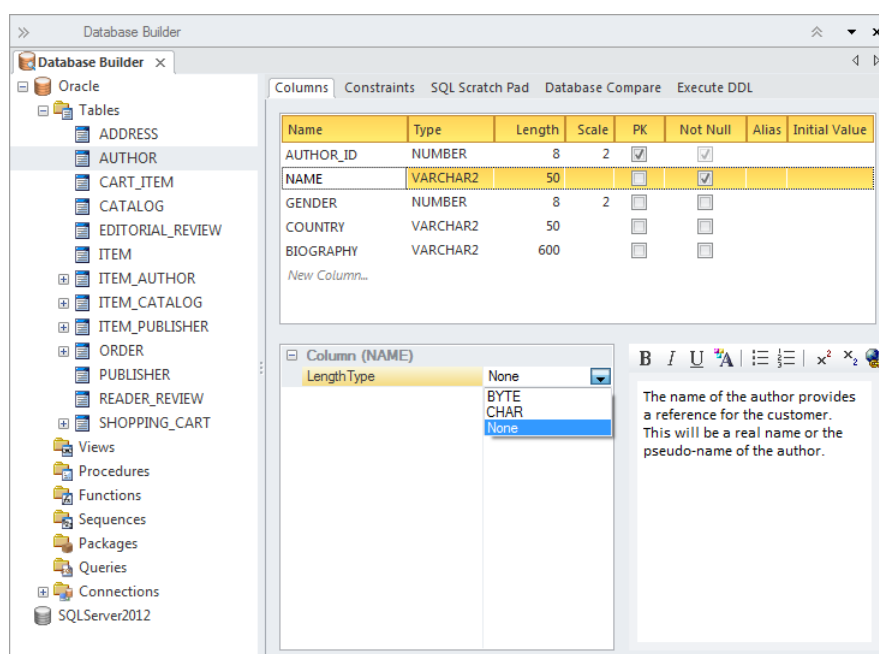 Database Builder
Database Builder
Oracle
Tables
ADDRESS
AUTHOR
CART_ITEM
CATALOG
EDITORIAL_REVIEW
ITEM
ITEM_AUTHOR
ITEM_CATALOG
ITEM_PUBLISHER
ORDER
PUBLISHER
READER_REVIEW
SHOPPING_CART
Views
Procedures
Functions
Sequences
Packages
Queries
Connections
SQLServer2012
Columns Constraints SQL Scratch Pad Database Compare Execute DDL
Name Type Length Scale PK Not Null Alias Initial Value
AUTHOR_ID NUMBER 8 2
NAME VARCHAR2 50
GENDER NUMBER 8 2
COUNTRY VARCHAR2 50
BIOGRAPHY VARCHAR2 600
New Column...
Column (NAME)
LengthType None
BYTE
CHAR
None
B I U A x² x₂
The name of the author provides
a reference for the customer.
This will be a real name or the
pseudo-name of the author.